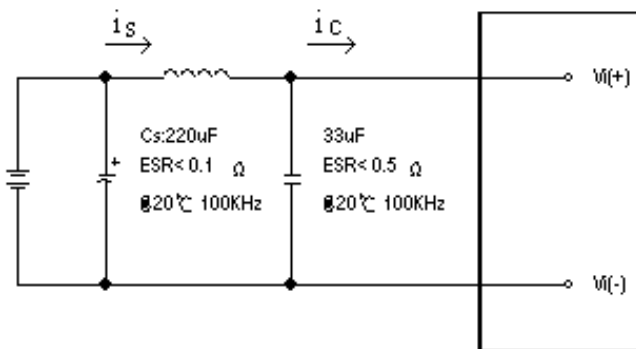 is
ic
Vi(+)
Cs:220uF
ESR<0.1 Ω
@20℃ 100KHz
+
33uF
ESR<0.5 Ω
@20℃ 100KHz
Vi(-)